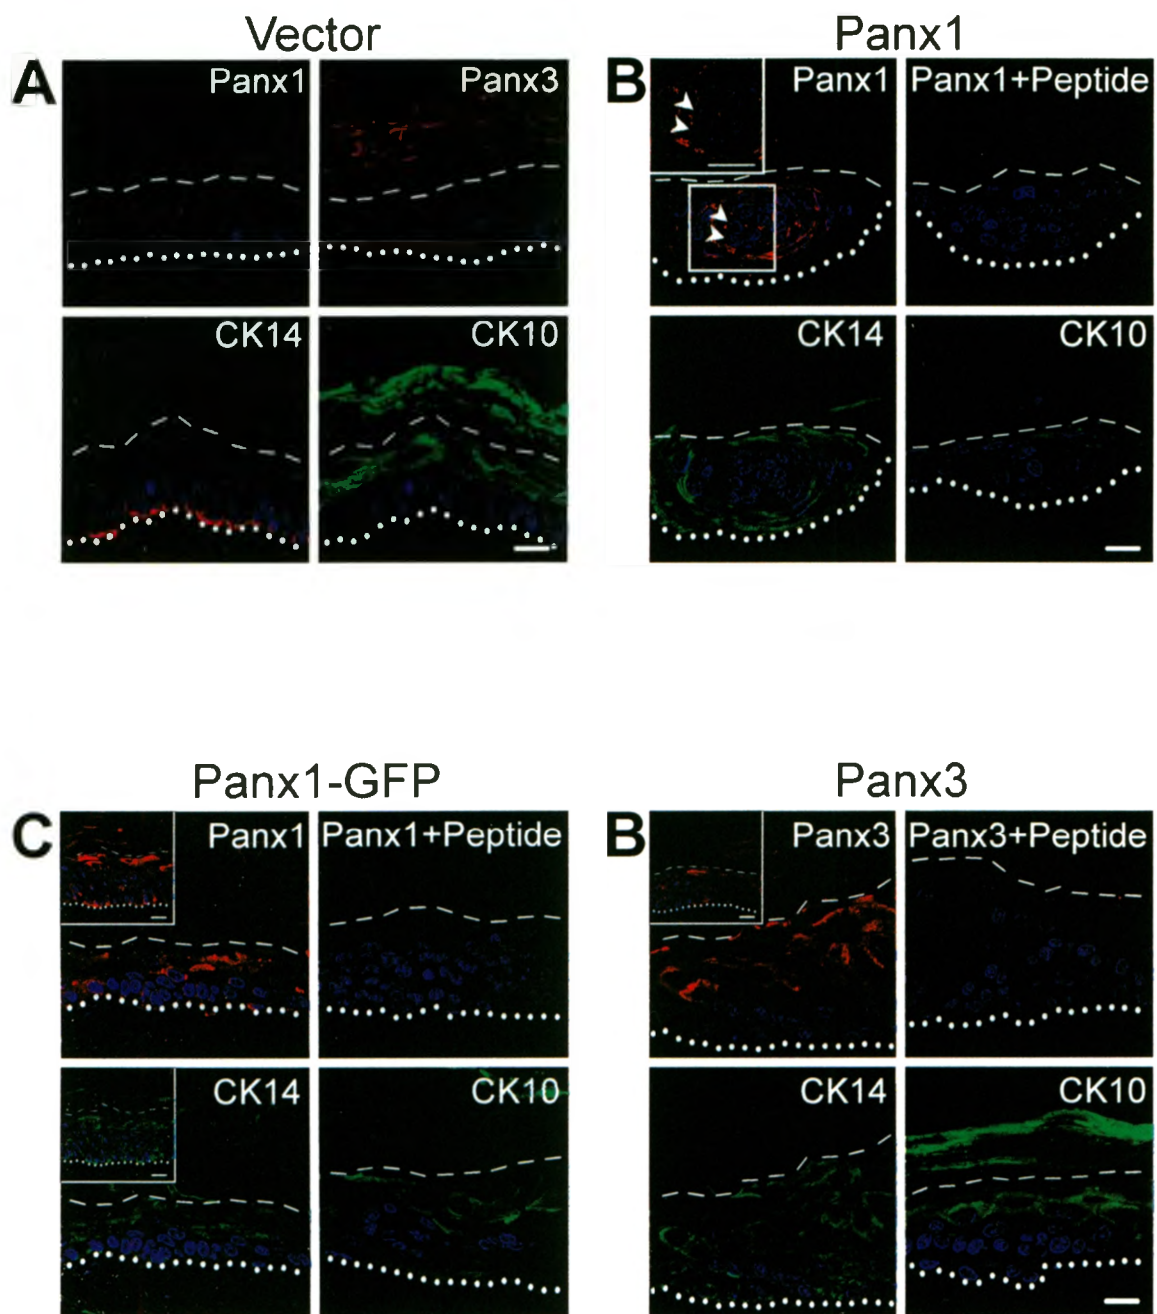 Vector
A
Panx1
Panx3
CK14
CK10
Panx1
B
Panx1
Panx1+Peptide
CK14
CK10
Panx1-GFP
C
Panx1
Panx1+Peptide
CK14
CK10
Panx3
B
Panx3
Panx3+Peptide
CK14
CK10